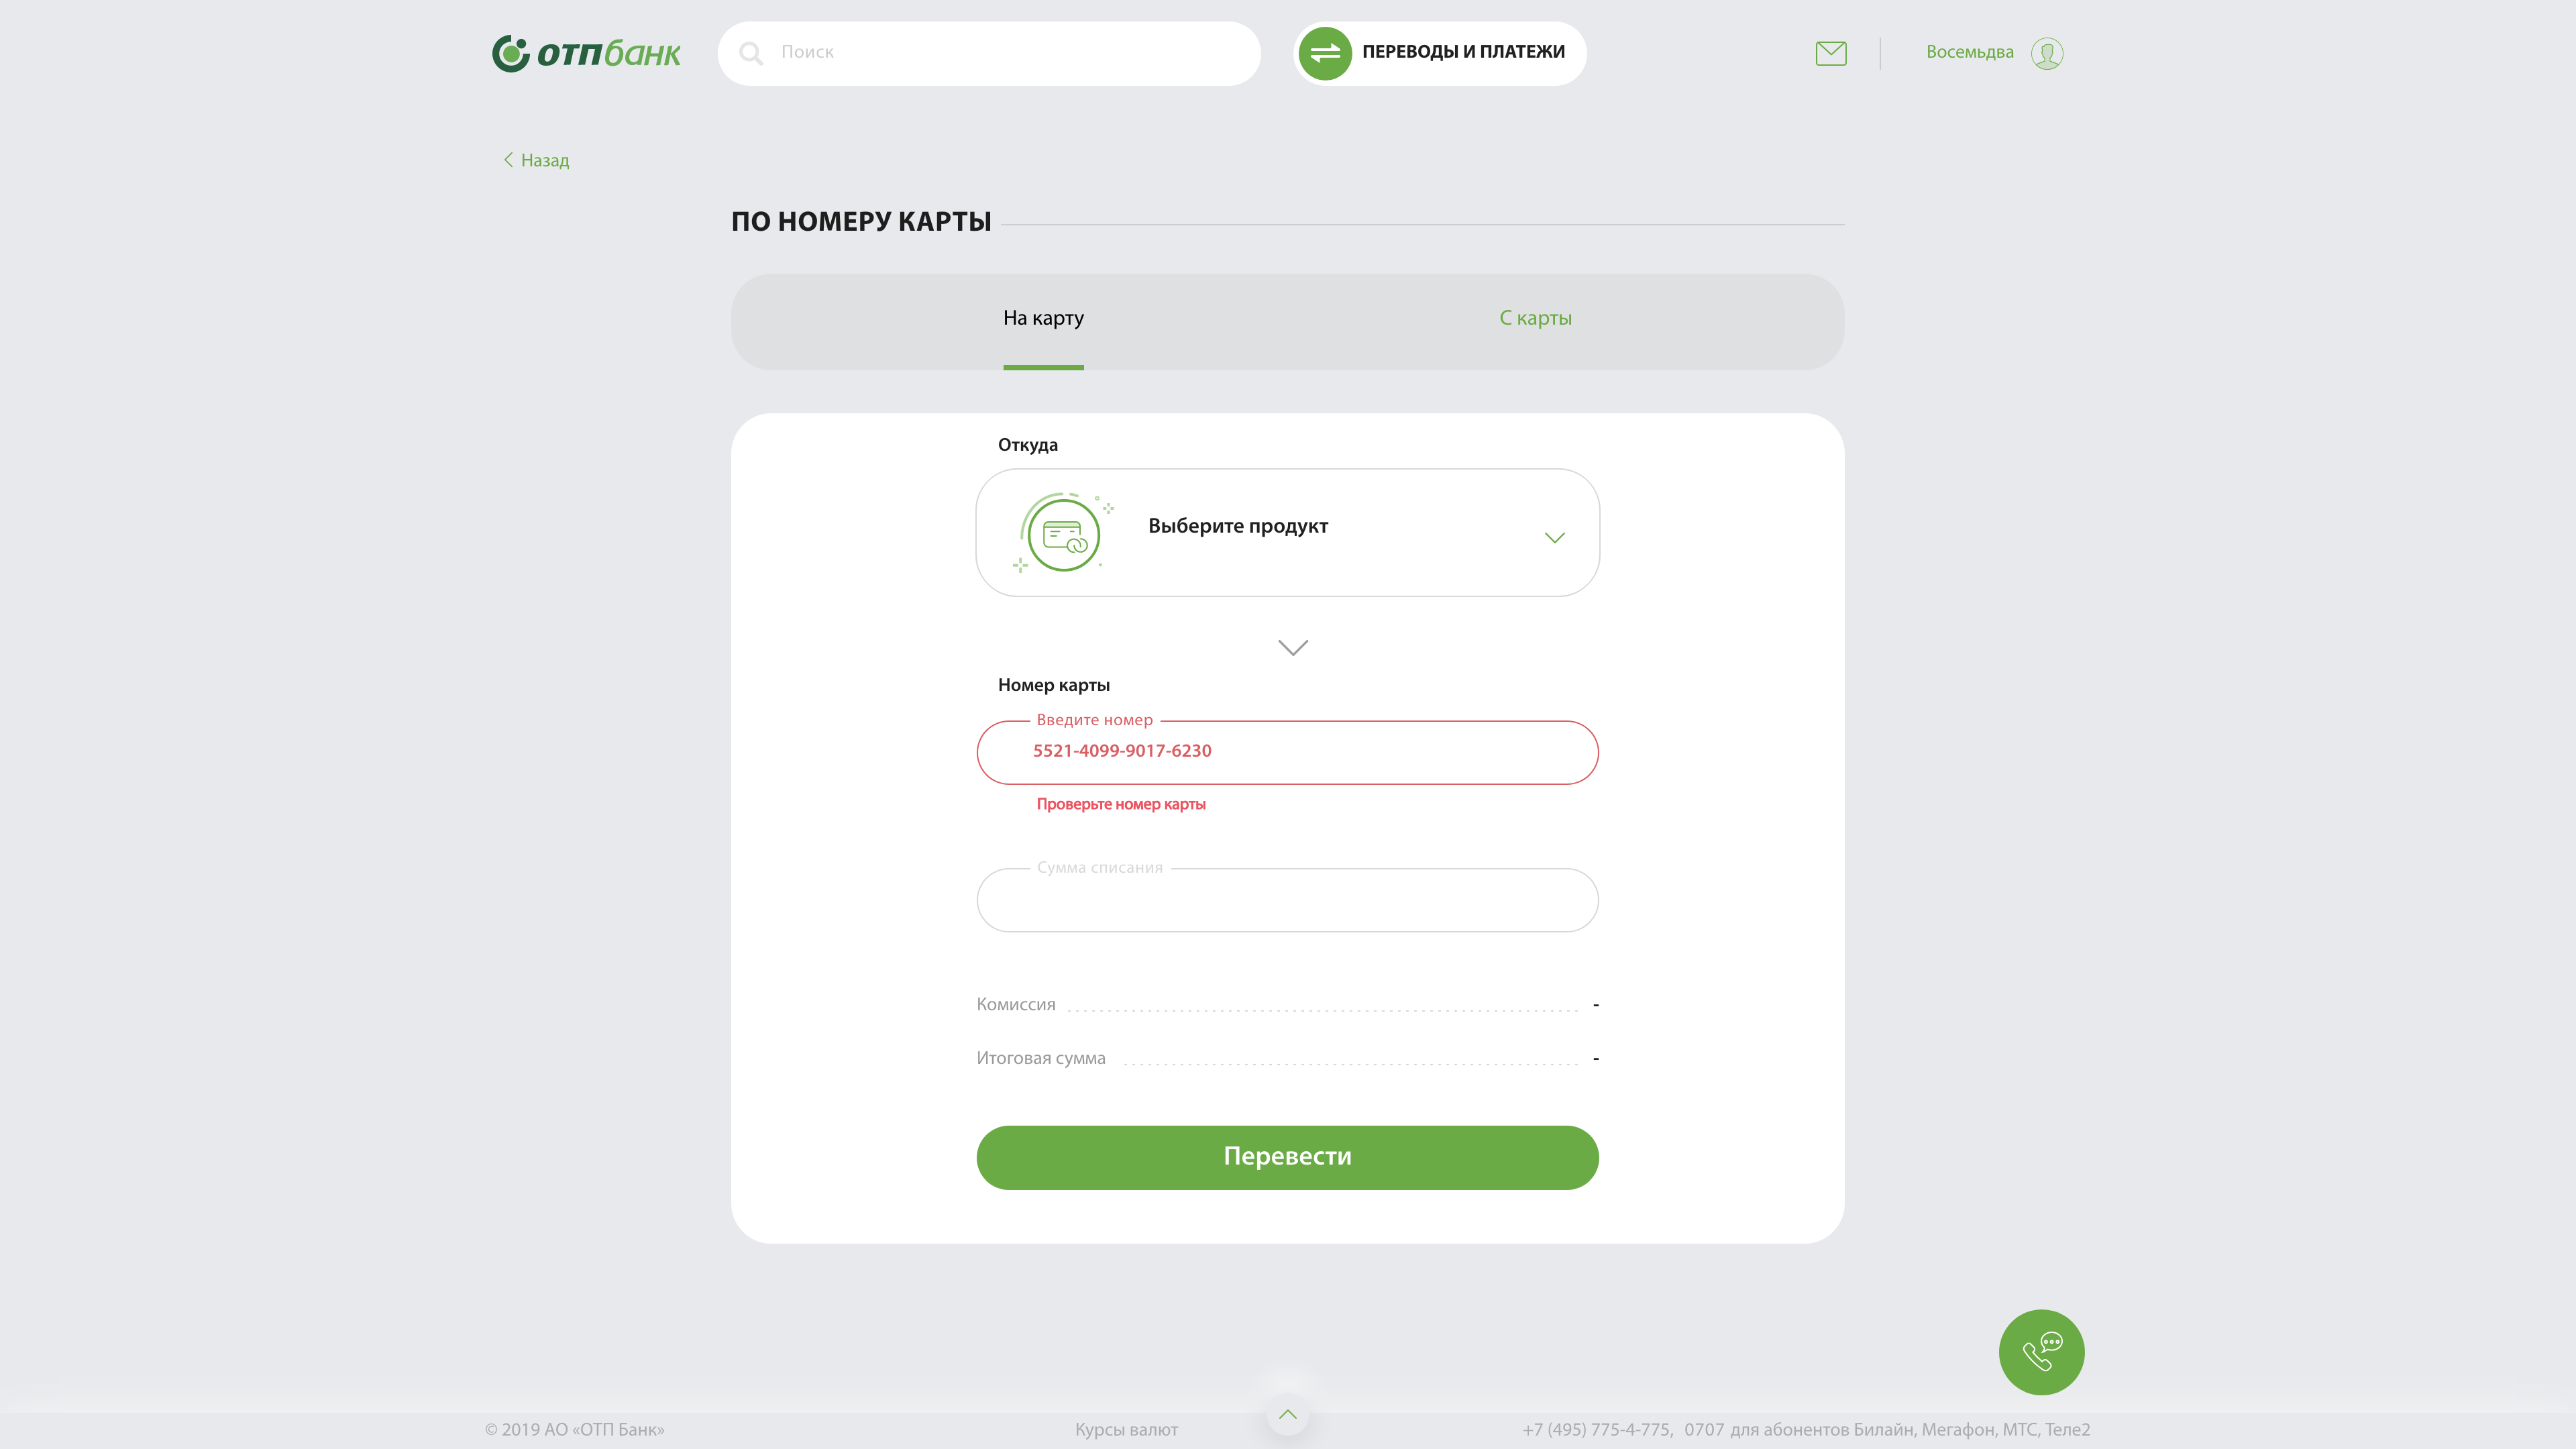 отпбанк
Поиск
ПЕРЕВОДЫ И ПЛАТЕЖИ
Восемьдва
Назад
ПО НОМЕРУ КАРТЫ
На карту
С карты
Откуда
Выберите продукт
Номер карты
Введите номер
5521-4099-9017-6230
Проверьте номер карты
Сумма списания
Комиссия -
Итоговая сумма -
Перевести
© 2019 АО «ОТП Банк»
Курсы валют
+7 (495) 775-4-775, 0707 для абонентов Билайн, Мегафон, МТС, Теле2